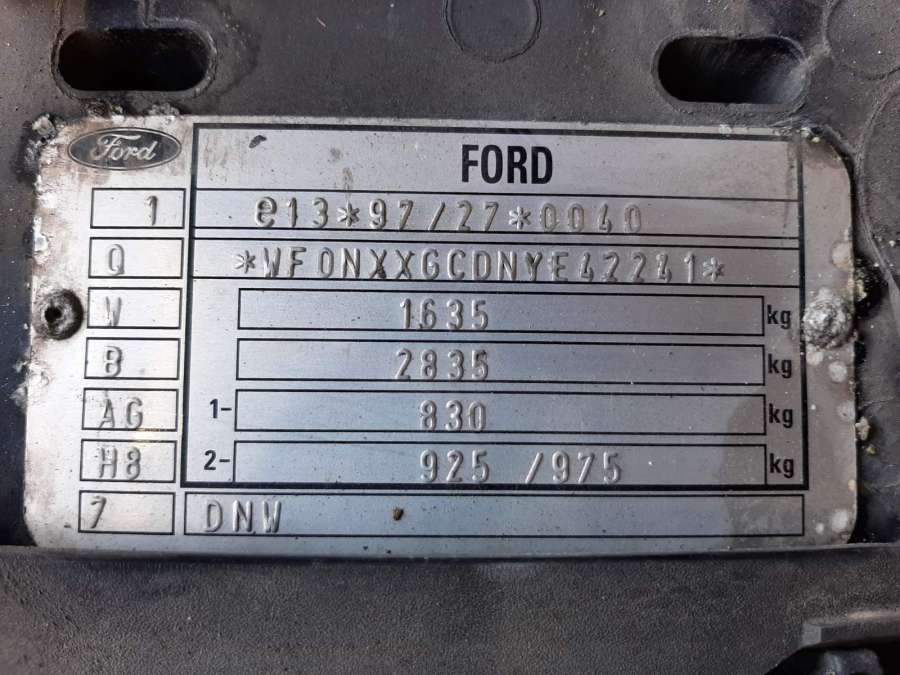 Ford
FORD
1 e13*97/27*0040
Q *WF0NXXGCDNYE42241*
W 1635 kg
B 2835 kg
AG 1- 830 kg
H8 2- 925 /975 kg
7 DNW